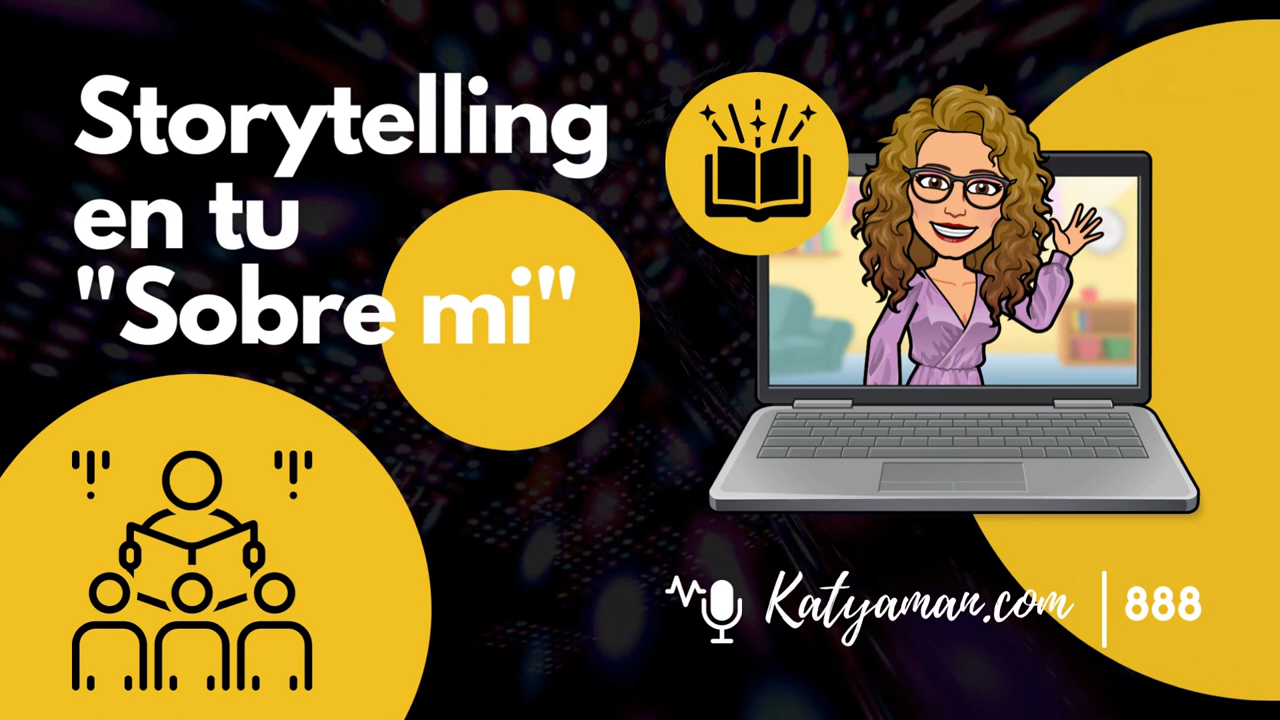 Storytelling
en tu
"Sobre mi"
Katyaman.com | 888